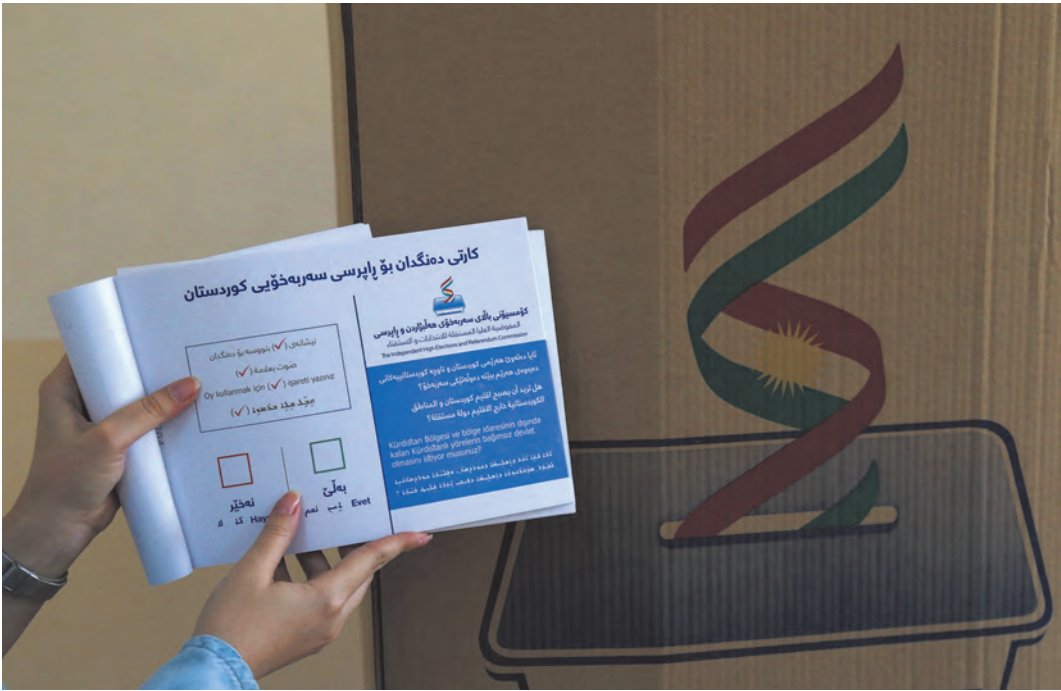 کارتی دەنگدان بۆ ڕاپرسی سەربەخۆیی کوردستان
کۆمسیۆنی باڵای سەربەخۆی هەڵبژاردن و ڕاپرسی
المفوضية العليا المستقلة للانتخابات و الاستفتاء
The Independent High Elections and Referendum Commission
ئایا دەتەوێ هەرێمی کوردستان و ناوچە کوردستانییەکانی
دەرەوەی هەرێم ببێتە دەوڵەتێکی سەربەخۆ؟
هل تريد أن يصبح اقليم كوردستان و المناطق
الكوردستانية خارج الاقليم دولة مستقلة؟
Kürdistan Bölgesi ve bölge idaresinin dışında
kalan Kürdistanlı yörelerin bağımsız devlet
olmasını istiyor musunuz?
نیشانەی (✓) بنووسە بۆ دەنگدان
صوت بعلامة (✓)
Oy kullanmak için (✓) işareti yazınız
(✓)
بەڵێ
نعم Evet
نەخێر
لا Hay